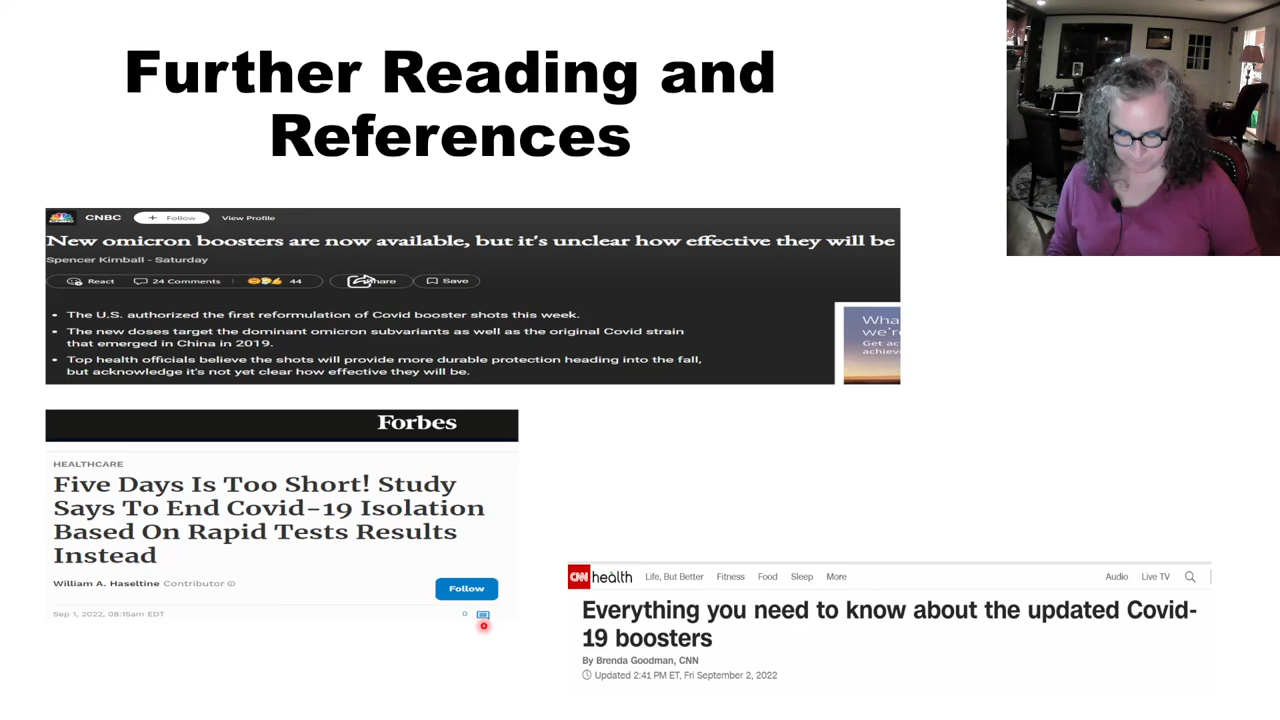 Further Reading and
References
CNBC + Follow View Profile
New omicron boosters are now available, but it's unclear how effective they will be
Spencer Kimball - Saturday
React 24 Comments 44 Share Save
• The U.S. authorized the first reformulation of Covid booster shots this week.
• The new doses target the dominant omicron subvariants as well as the original Covid strain
that emerged in China in 2019.
• Top health officials believe the shots will provide more durable protection heading into the fall,
but acknowledge it's not yet clear how effective they will be.
Forbes
HEALTHCARE
Five Days Is Too Short! Study
Says To End Covid-19 Isolation
Based On Rapid Tests Results
Instead
William A. Haseltine Contributor
Follow
Sep 1, 2022, 08:15am EDT
0
CNN health Life, But Better Fitness Food Sleep More Audio Live TV
Everything you need to know about the updated Covid-
19 boosters
By Brenda Goodman, CNN
Updated 2:41 PM ET, Fri September 2, 2022